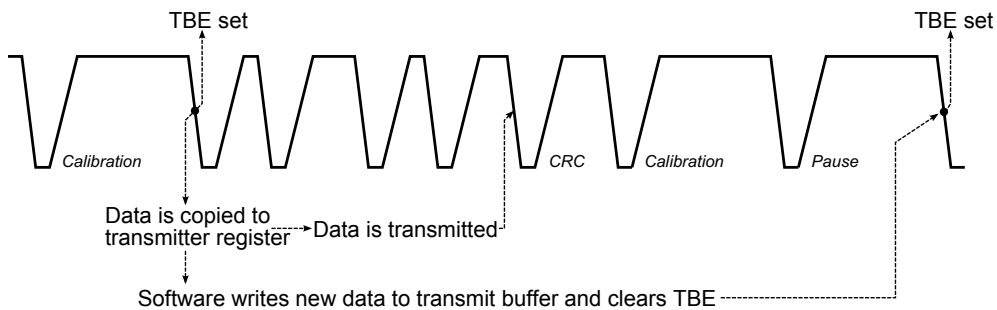 TBE set
TBE set
Calibration
CRC
Calibration
Pause
Data is copied to
transmitter register
Data is transmitted
Software writes new data to transmit buffer and clears TBE